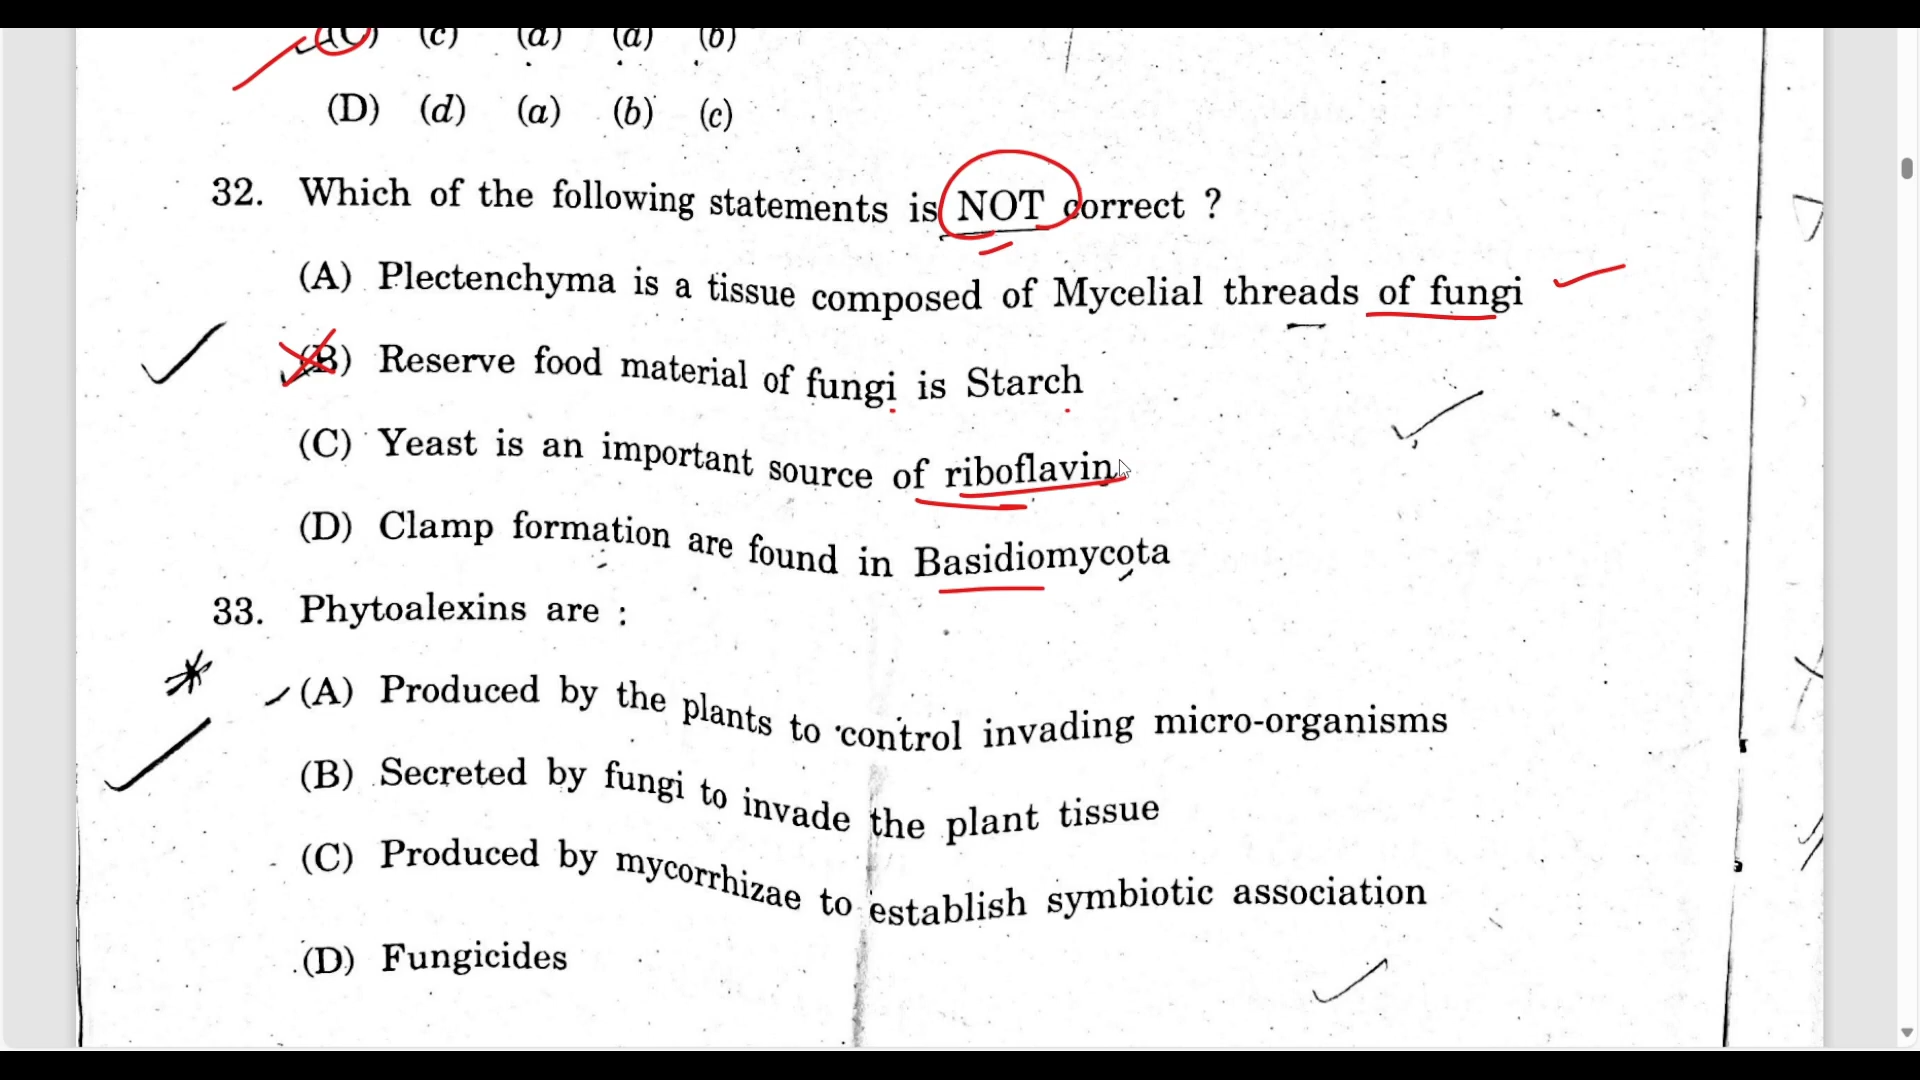 (C) (c) (d) (a) (b)
(D) (d) (a) (b) (c)
32. Which of the following statements is NOT correct ?
(A) Plectenchyma is a tissue composed of Mycelial threads of fungi
(B) Reserve food material of fungi is Starch
(C) Yeast is an important source of riboflavin
(D) Clamp formation are found in Basidiomycota
33. Phytoalexins are :
(A) Produced by the plants to control invading micro-organisms
(B) Secreted by fungi to invade the plant tissue
(C) Produced by mycorrhizae to establish symbiotic association
(D) Fungicides